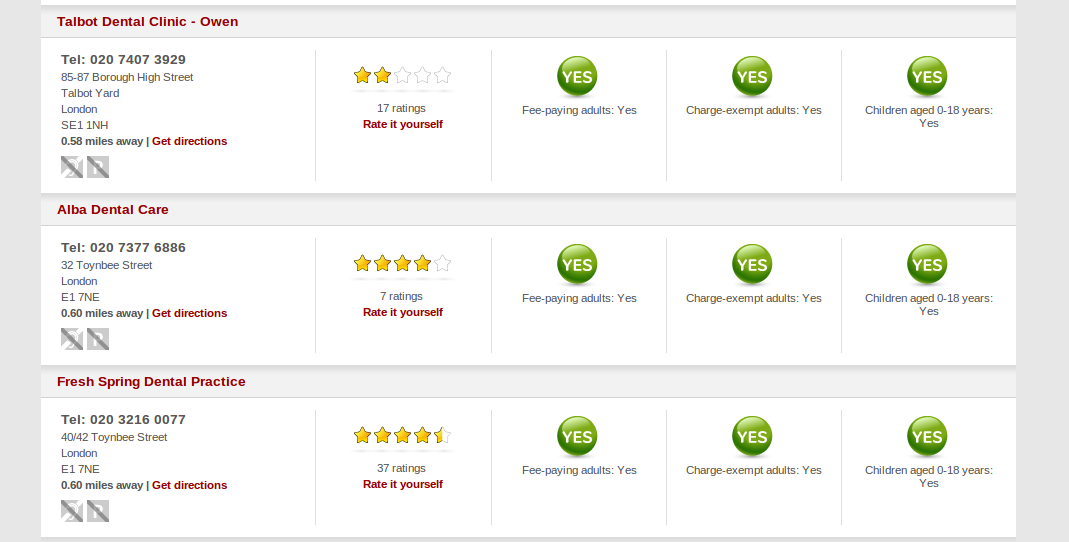 Talbot Dental Clinic - Owen
Tel: 020 7407 3929
85-87 Borough High Street
Talbot Yard
London
SE1 1NH
0.58 miles away | Get directions
17 ratings
Rate it yourself
YES
Fee-paying adults: Yes
YES
Charge-exempt adults: Yes
YES
Children aged 0-18 years:
Yes
Alba Dental Care
Tel: 020 7377 6886
32 Toynbee Street
London
E1 7NE
0.60 miles away | Get directions
7 ratings
Rate it yourself
YES
Fee-paying adults: Yes
YES
Charge-exempt adults: Yes
YES
Children aged 0-18 years:
Yes
Fresh Spring Dental Practice
Tel: 020 3216 0077
40/42 Toynbee Street
London
E1 7NE
0.60 miles away | Get directions
37 ratings
Rate it yourself
YES
Fee-paying adults: Yes
YES
Charge-exempt adults: Yes
YES
Children aged 0-18 years:
Yes